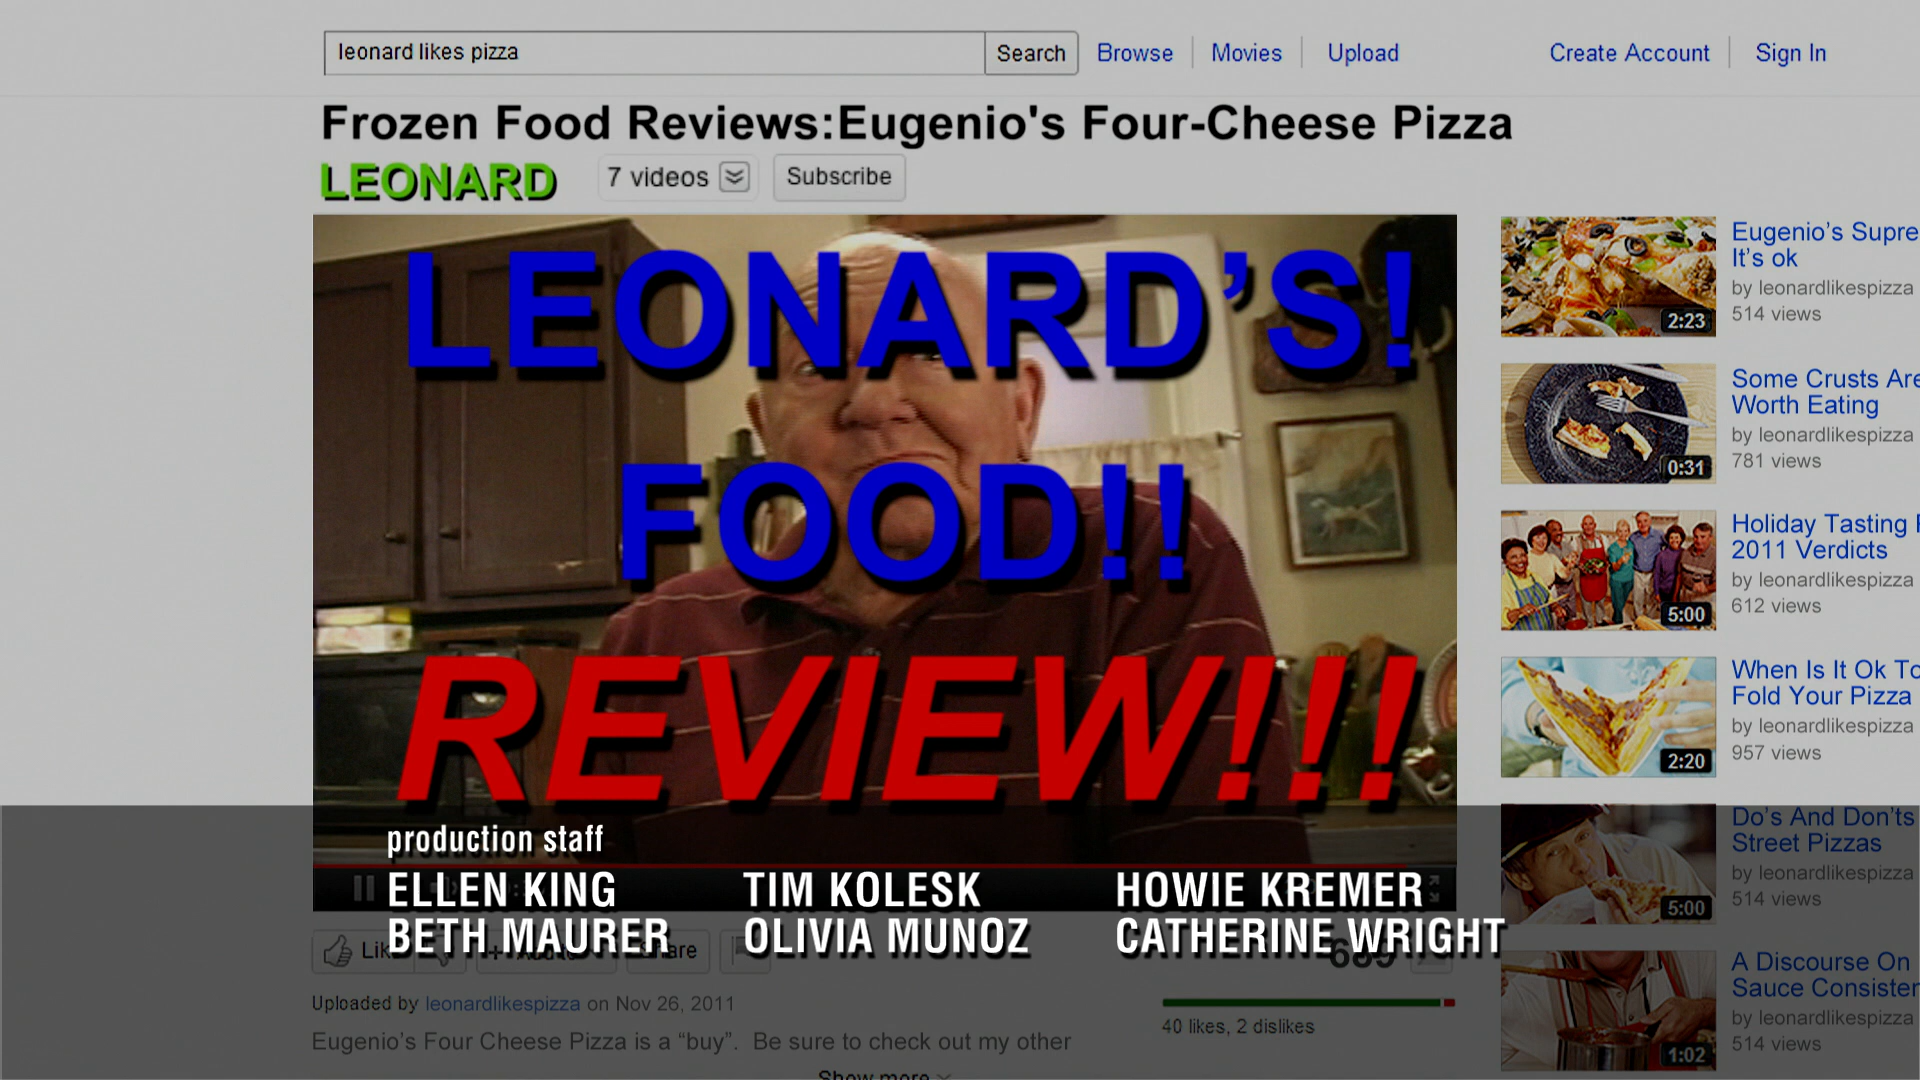 leonard likes pizza
Search
Browse
Movies
Upload
Create Account
Sign In
Frozen Food Reviews:Eugenio's Four-Cheese Pizza
LEONARD
7 videos
Subscribe
LEONARD’S!
FOOD!!
REVIEW!!!
production staff
ELLEN KING
TIM KOLESK
HOWIE KREMER
BETH MAURER
OLIVIA MUNOZ
CATHERINE WRIGHT
Uploaded by leonardlikespizza on Nov 26, 2011
40 likes, 2 dislikes
Eugenio’s Four Cheese Pizza is a “buy”. Be sure to check out my other
Show more
Eugenio’s Supre
It’s ok
by leonardlikespizza
514 views
2:23
Some Crusts Are
Worth Eating
by leonardlikespizza
781 views
0:31
Holiday Tasting
2011 Verdicts
by leonardlikespizza
612 views
5:00
When Is It Ok To
Fold Your Pizza
by leonardlikespizza
957 views
2:20
Do’s And Don’ts
Street Pizzas
by leonardlikespizza
514 views
5:00
A Discourse On
Sauce Consister
by leonardlikespizza
514 views
1:02